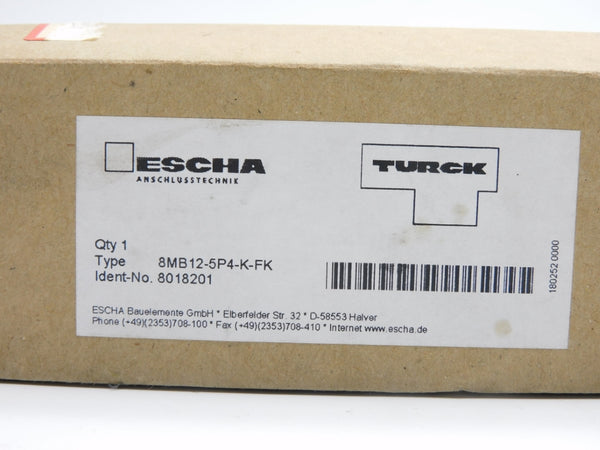 ESCHA
ANSCHLUSSTECHNIK
TURCK
Qty 1
Type 8MB12-5P4-K-FK
Ident-No. 8018201
180252 0000
ESCHA Bauelemente GmbH * Elberfelder Str. 32 * D-58553 Halver
Phone (+49)(2353)708-100 * Fax (+49)(2353)708-410 * Internet www.escha.de